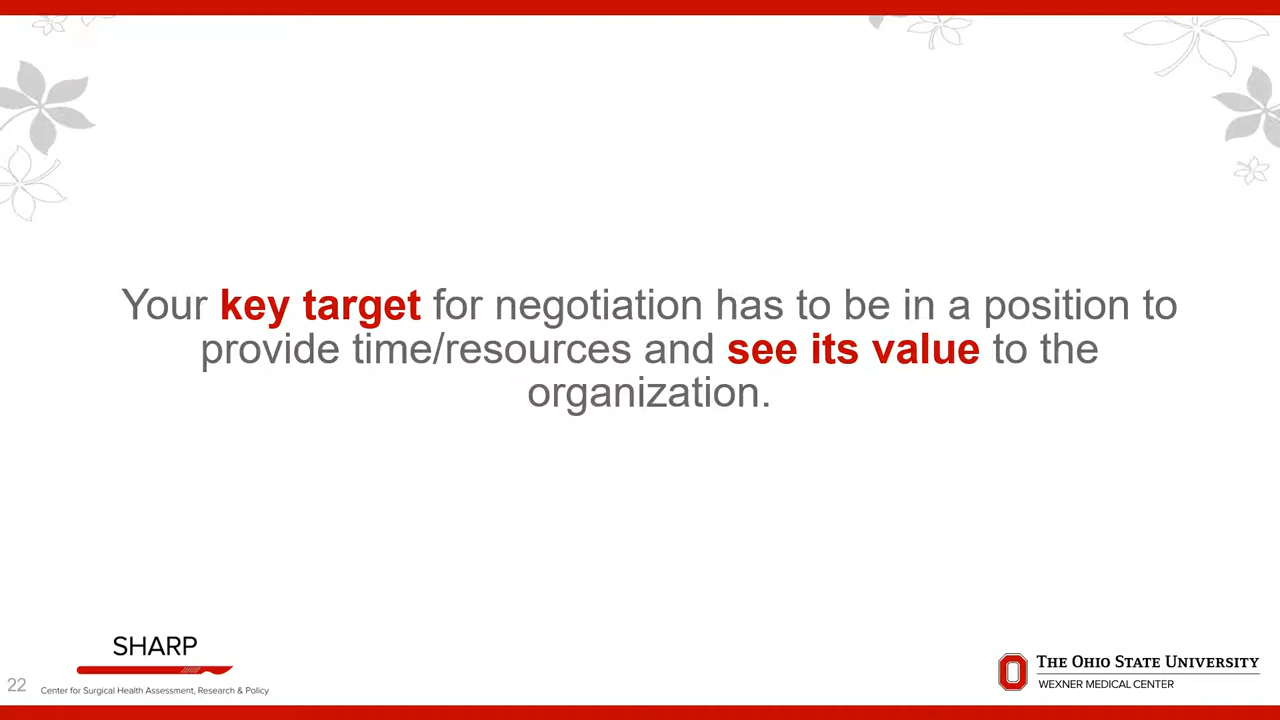 Your key target for negotiation has to be in a position to
provide time/resources and see its value to the
organization.
SHARP
22
Center for Surgical Health Assessment, Research & Policy
THE OHIO STATE UNIVERSITY
WEXNER MEDICAL CENTER